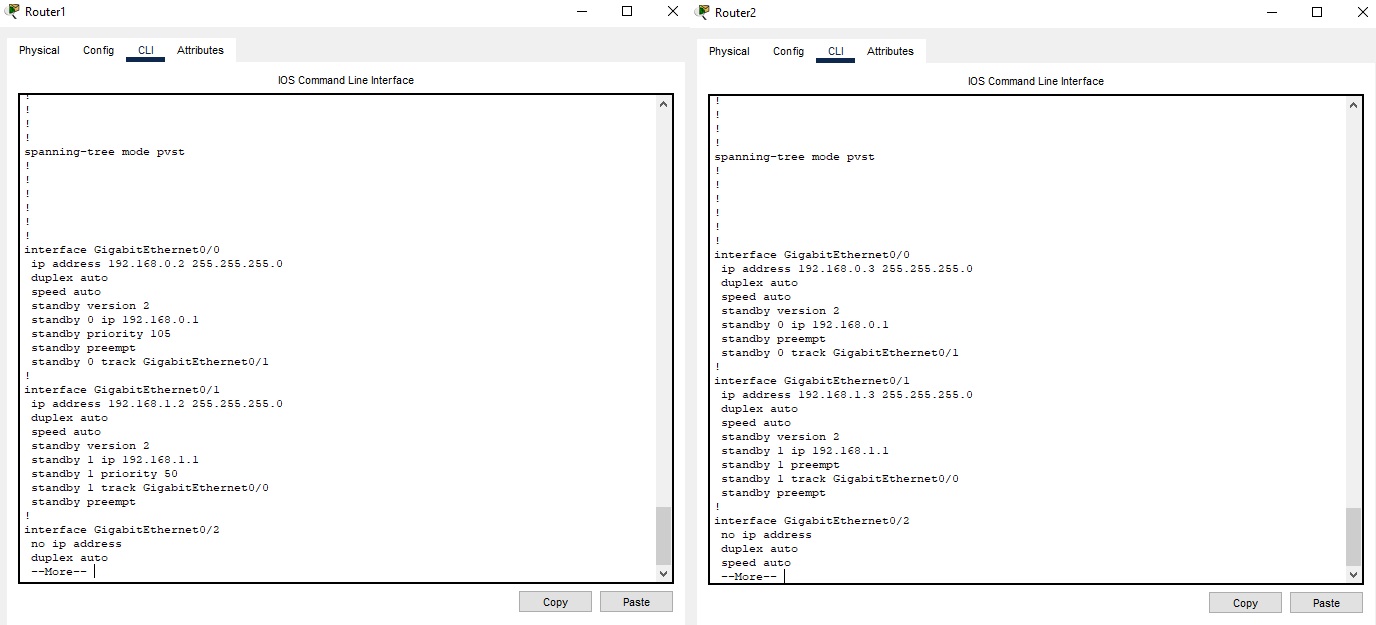 Router1
Physical Config CLI Attributes
IOS Command Line Interface
!
!
!
!
spanning-tree mode pvst
!
!
!
!
!
!
interface GigabitEthernet0/0
ip address 192.168.0.2 255.255.255.0
duplex auto
speed auto
standby version 2
standby 0 ip 192.168.0.1
standby priority 105
standby preempt
standby 0 track GigabitEthernet0/1
!
interface GigabitEthernet0/1
ip address 192.168.1.2 255.255.255.0
duplex auto
speed auto
standby version 2
standby 1 ip 192.168.1.1
standby 1 priority 50
standby 1 track GigabitEthernet0/0
standby preempt
!
interface GigabitEthernet0/2
no ip address
duplex auto
--More--
Copy Paste
Router2
Physical Config CLI Attributes
IOS Command Line Interface
!
!
!
!
spanning-tree mode pvst
!
!
!
!
!
!
interface GigabitEthernet0/0
ip address 192.168.0.3 255.255.255.0
duplex auto
speed auto
standby version 2
standby 0 ip 192.168.0.1
standby preempt
standby 0 track GigabitEthernet0/1
!
interface GigabitEthernet0/1
ip address 192.168.1.3 255.255.255.0
duplex auto
speed auto
standby version 2
standby 1 ip 192.168.1.1
standby 1 preempt
standby 1 track GigabitEthernet0/0
standby preempt
!
interface GigabitEthernet0/2
no ip address
duplex auto
speed auto
--More--
Copy Paste